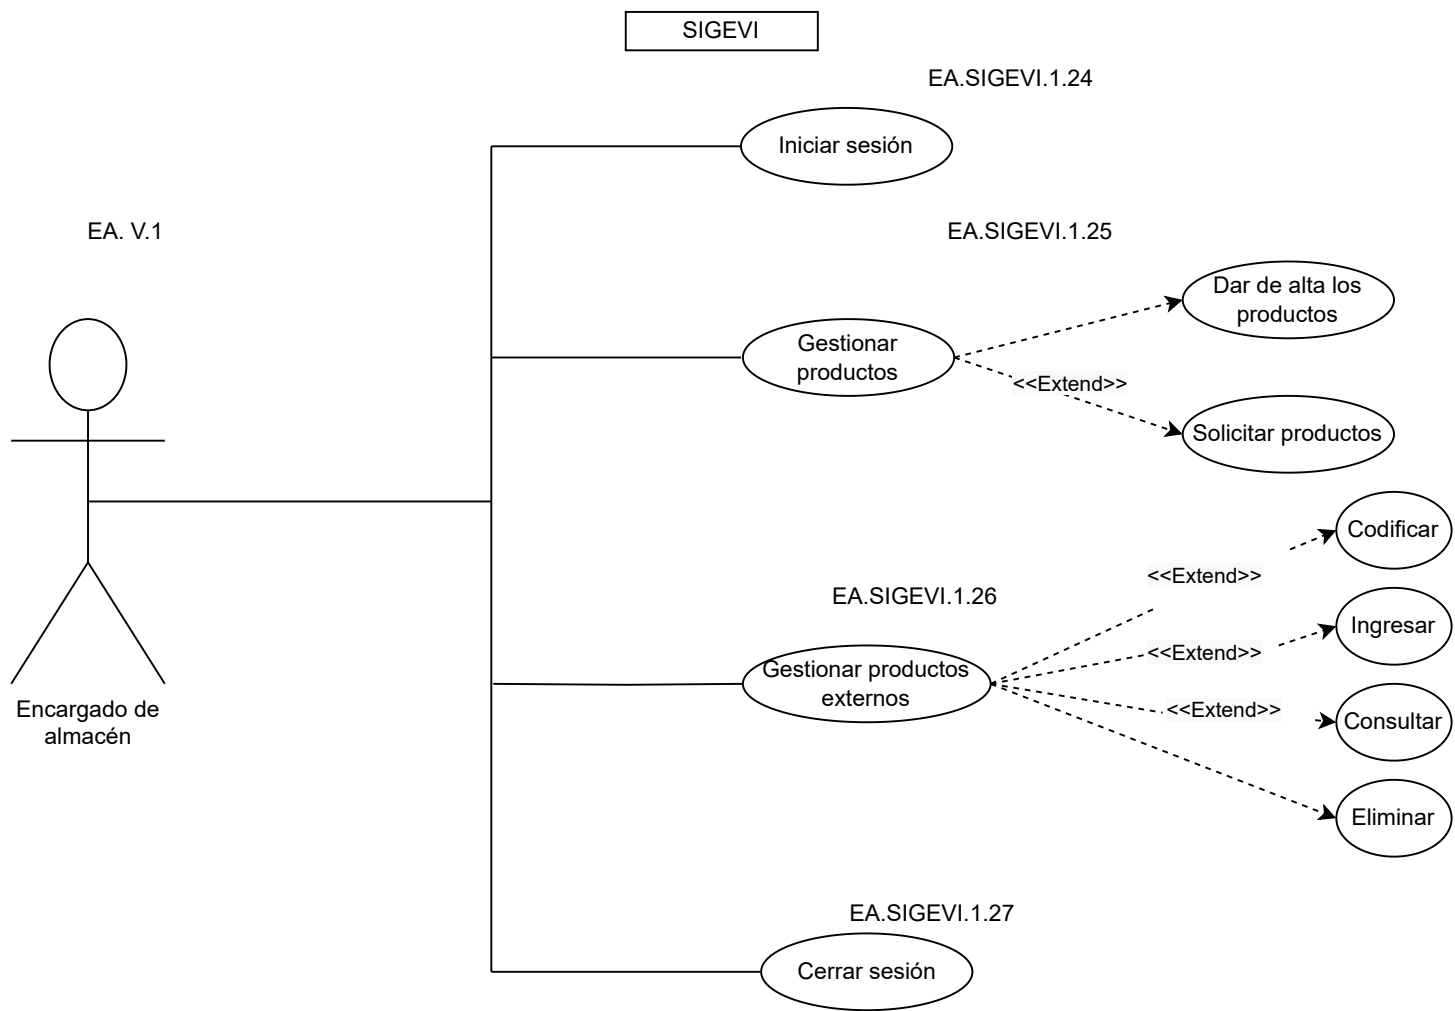 SIGEVI
EA.SIGEVI.1.24
Iniciar sesión
EA. V.1
EA.SIGEVI.1.25
Dar de alta los
productos
Gestionar
productos
<<Extend>>
Solicitar productos
Codificar
<<Extend>>
EA.SIGEVI.1.26
Ingresar
<<Extend>>
Gestionar productos
externos
<<Extend>>
Consultar
Encargado de
almacén
Eliminar
EA.SIGEVI.1.27
Cerrar sesión